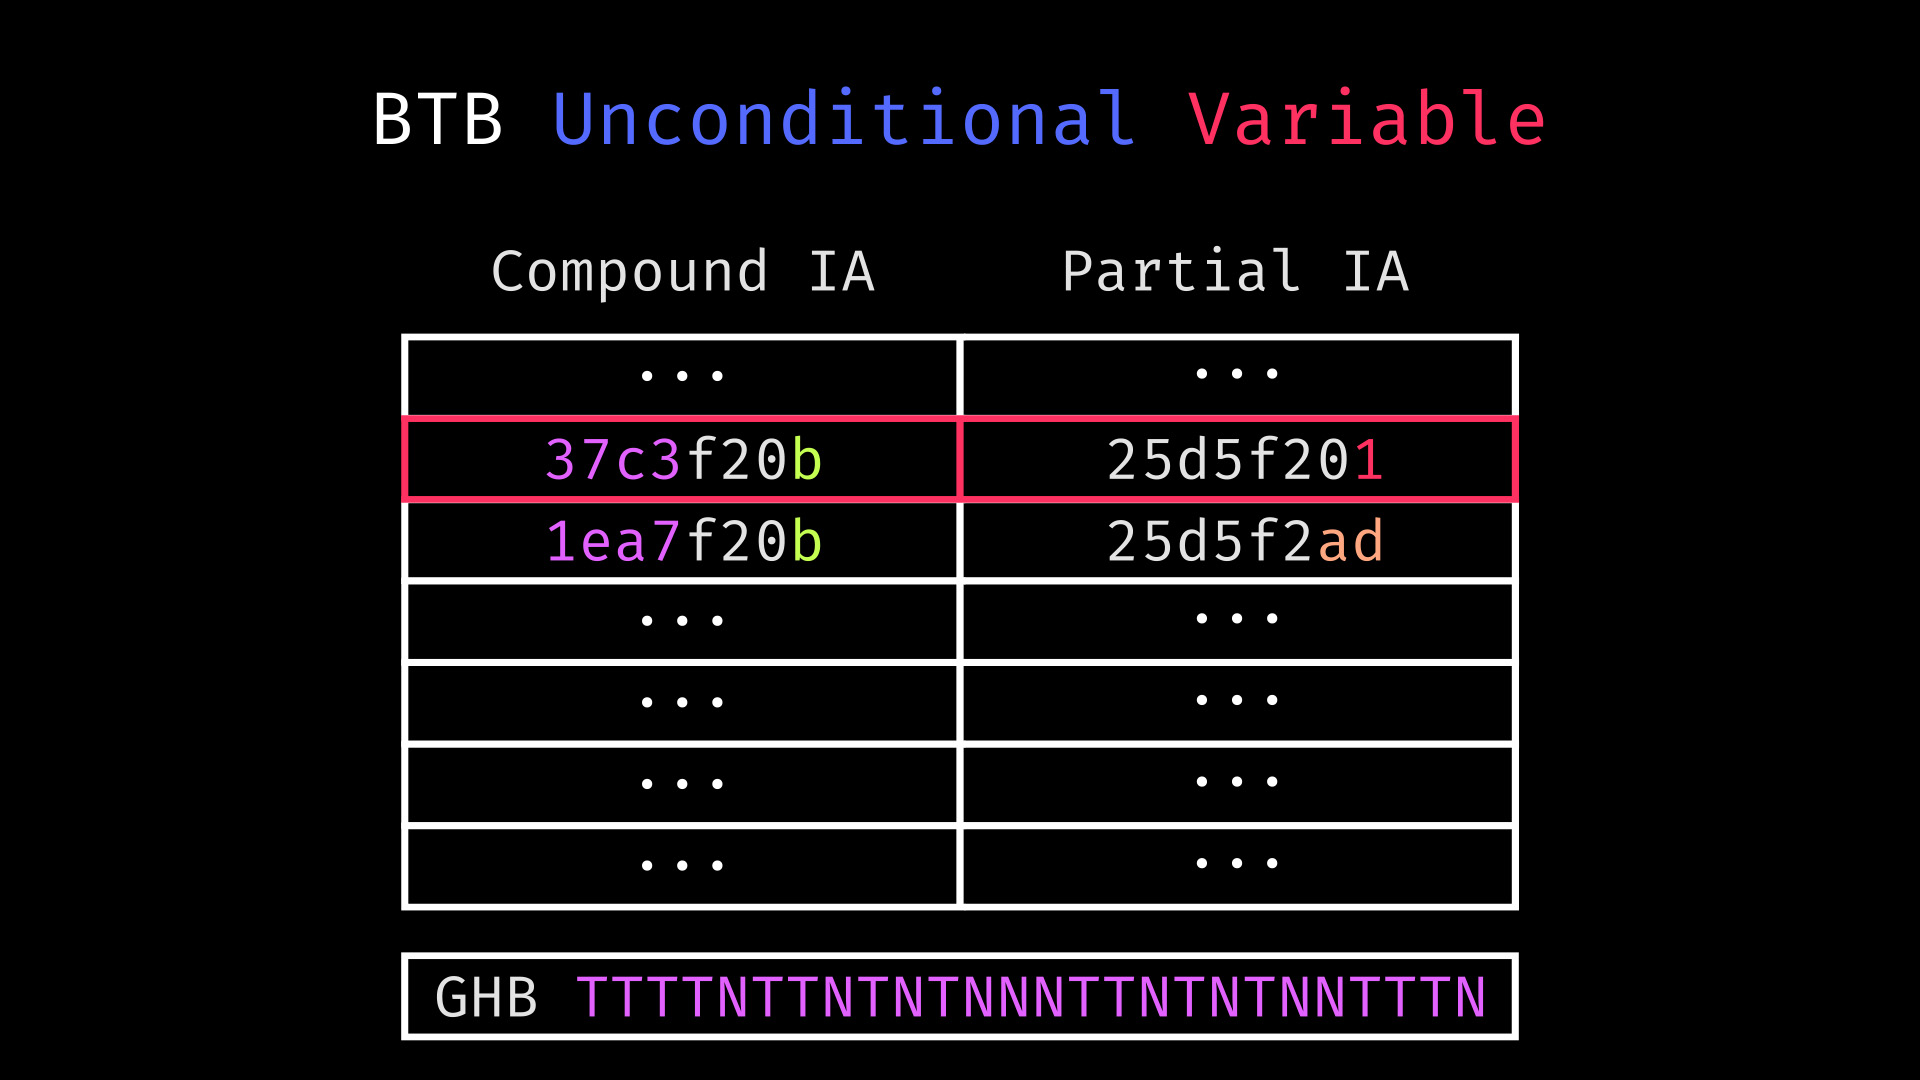 BTB Unconditional Variable
Compound IA Partial IA
... ...
37c3f20b 25d5f201
1ea7f20b 25d5f2ad
... ...
... ...
... ...
... ...
GHB TTTTNTTNTNTNNNTTNTNTNNTTTN